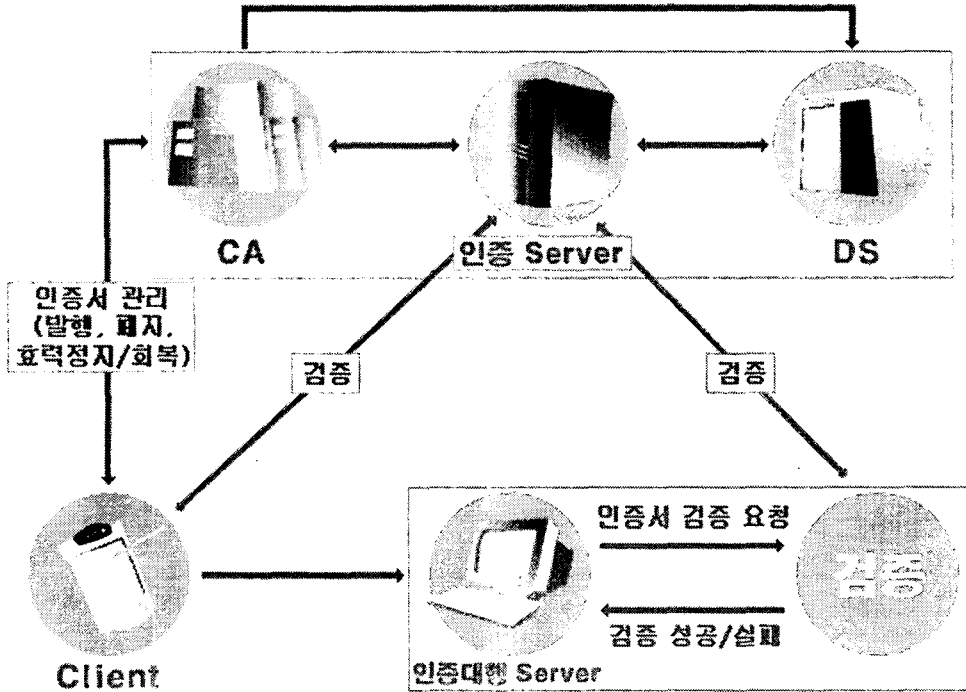 CA
인증 Server
DS
인증서 관리
(발행, 폐지,
효력정지/회복)
검증
검증
인증서 검증 요청
검증
검증 성공/실패
Client
인증대행 Server